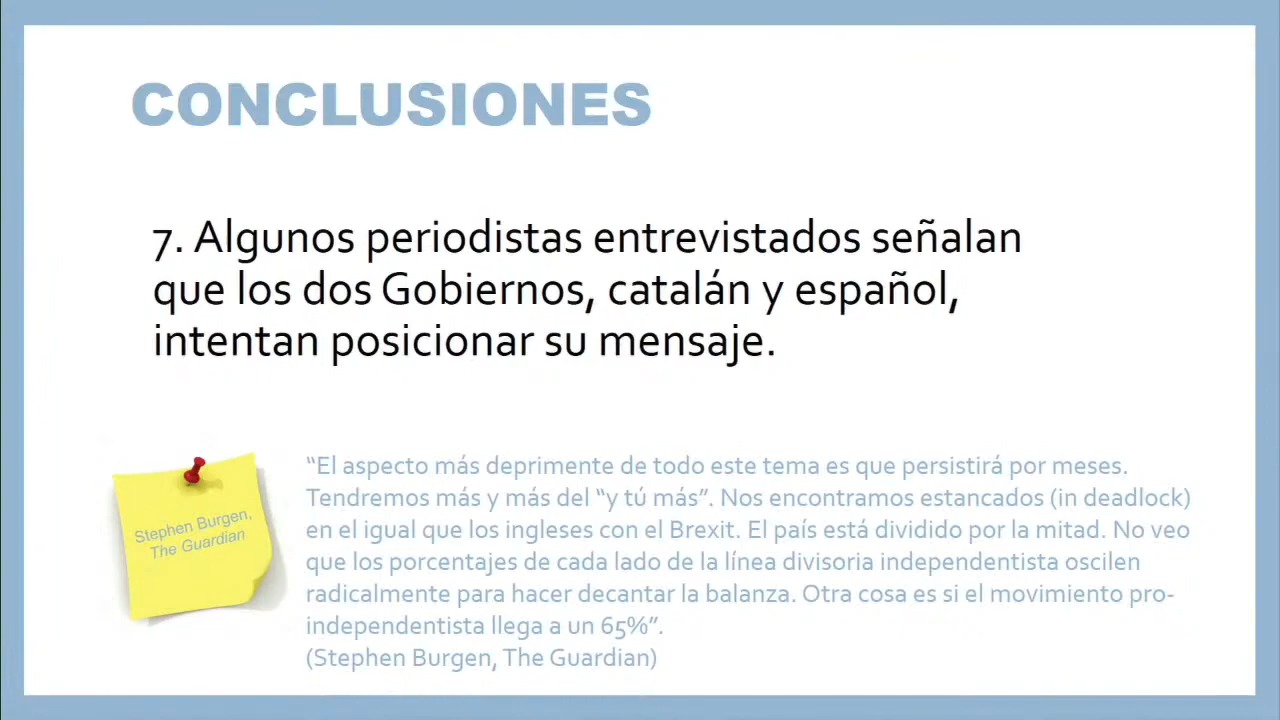 CONCLUSIONES
7. Algunos periodistas entrevistados señalan
que los dos Gobiernos, catalán y español,
intentan posicionar su mensaje.
Stephen Burgen,
The Guardian
“El aspecto más deprimente de todo este tema es que persistirá por meses.
Tendremos más y más del “y tú más”. Nos encontramos estancados (in deadlock)
en el igual que los ingleses con el Brexit. El país está dividido por la mitad. No veo
que los porcentajes de cada lado de la línea divisoria independentista oscilen
radicalmente para hacer decantar la balanza. Otra cosa es si el movimiento pro-
independentista llega a un 65%”.
(Stephen Burgen, The Guardian)